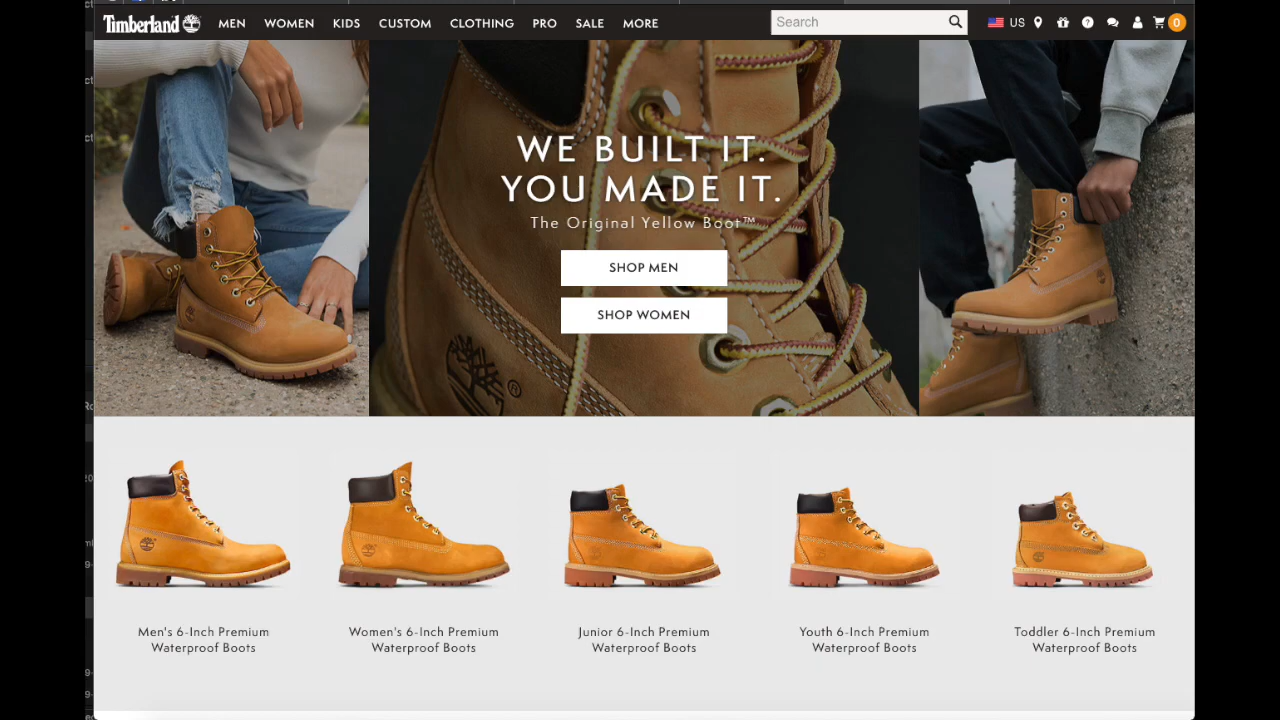 Timberland MEN WOMEN KIDS CUSTOM CLOTHING PRO SALE MORE Search US 0
WE BUILT IT.
YOU MADE IT.
The Original Yellow Boot™
SHOP MEN
SHOP WOMEN
®
Men's 6-Inch Premium
Waterproof Boots
Women's 6-Inch Premium
Waterproof Boots
Junior 6-Inch Premium
Waterproof Boots
Youth 6-Inch Premium
Waterproof Boots
Toddler 6-Inch Premium
Waterproof Boots